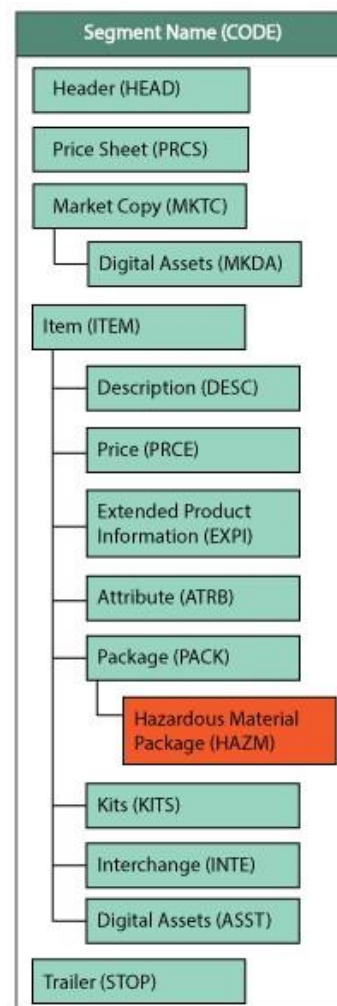 Segment Name (CODE)
Header (HEAD)
Price Sheet (PRCS)
Market Copy (MKTC)
Digital Assets (MKDA)
Item (ITEM)
Description (DESC)
Price (PRCE)
Extended Product
Information (EXPI)
Attribute (ATRB)
Package (PACK)
Hazardous Material
Package (HAZM)
Kits (KITS)
Interchange (INTE)
Digital Assets (ASST)
Trailer (STOP)